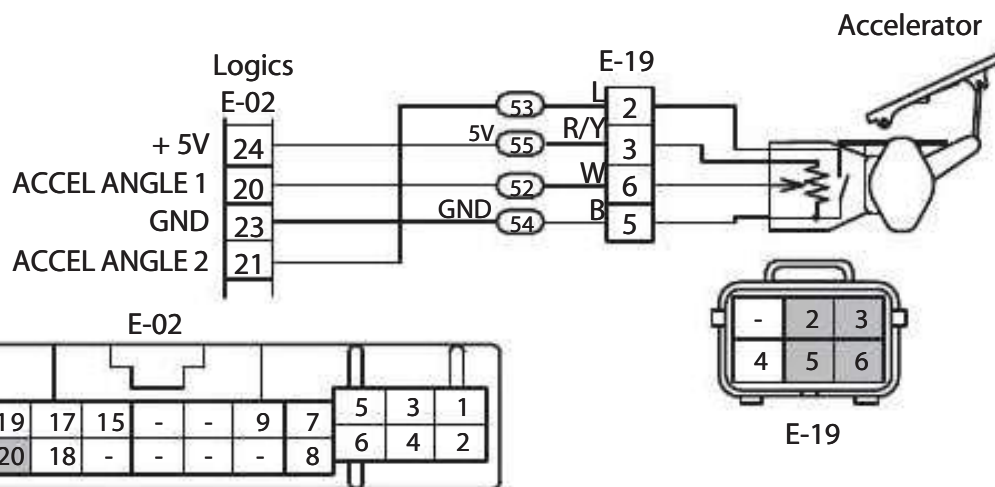 Accelerator
Logics
E-02
E-19
53
L
2
+ 5V
24
5V
55
R/Y
3
ACCEL ANGLE 1
20
52
W
6
GND
23
GND
54
B
5
ACCEL ANGLE 2
21
E-02
19 17 15 - - 9 7 5 3 1
20 18 - - - - 8 6 4 2
- 2 3
4 5 6
E-19